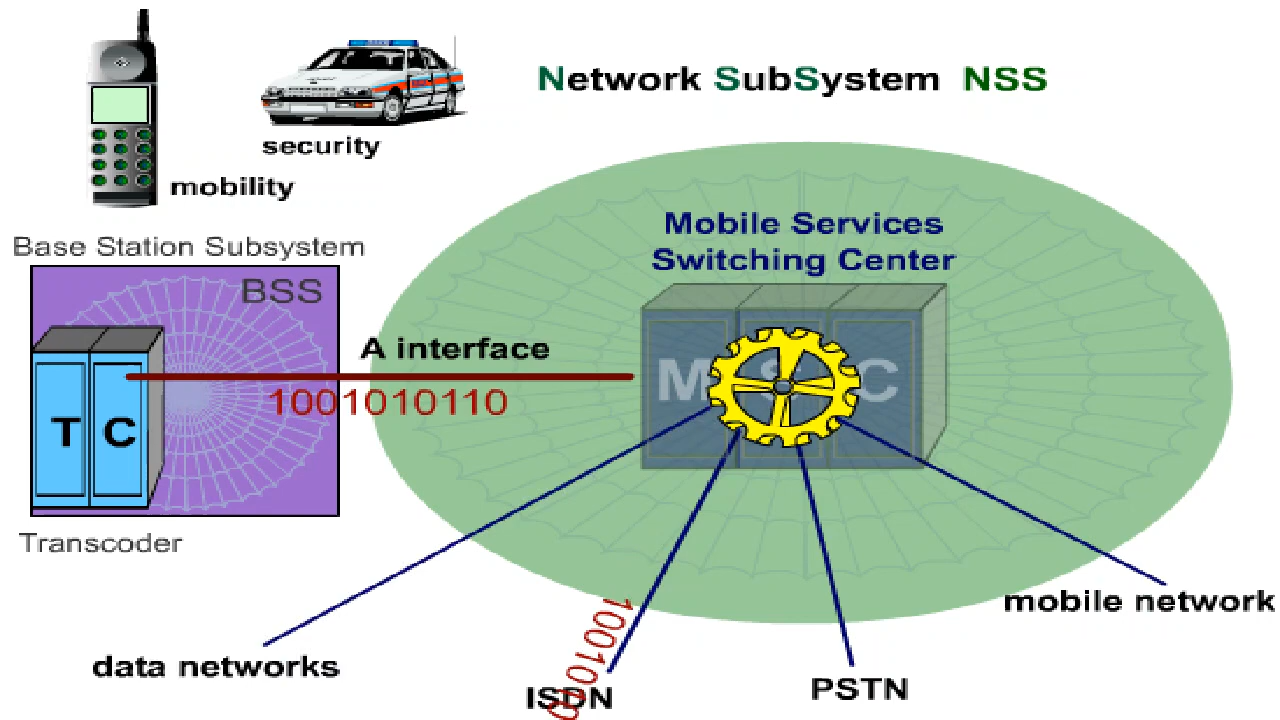 Network SubSystem NSS
security
mobility
Base Station Subsystem
BSS
Mobile Services
Switching Center
A interface
1001010110
M S C
T C
Transcoder
data networks
ISDN
PSTN
mobile network